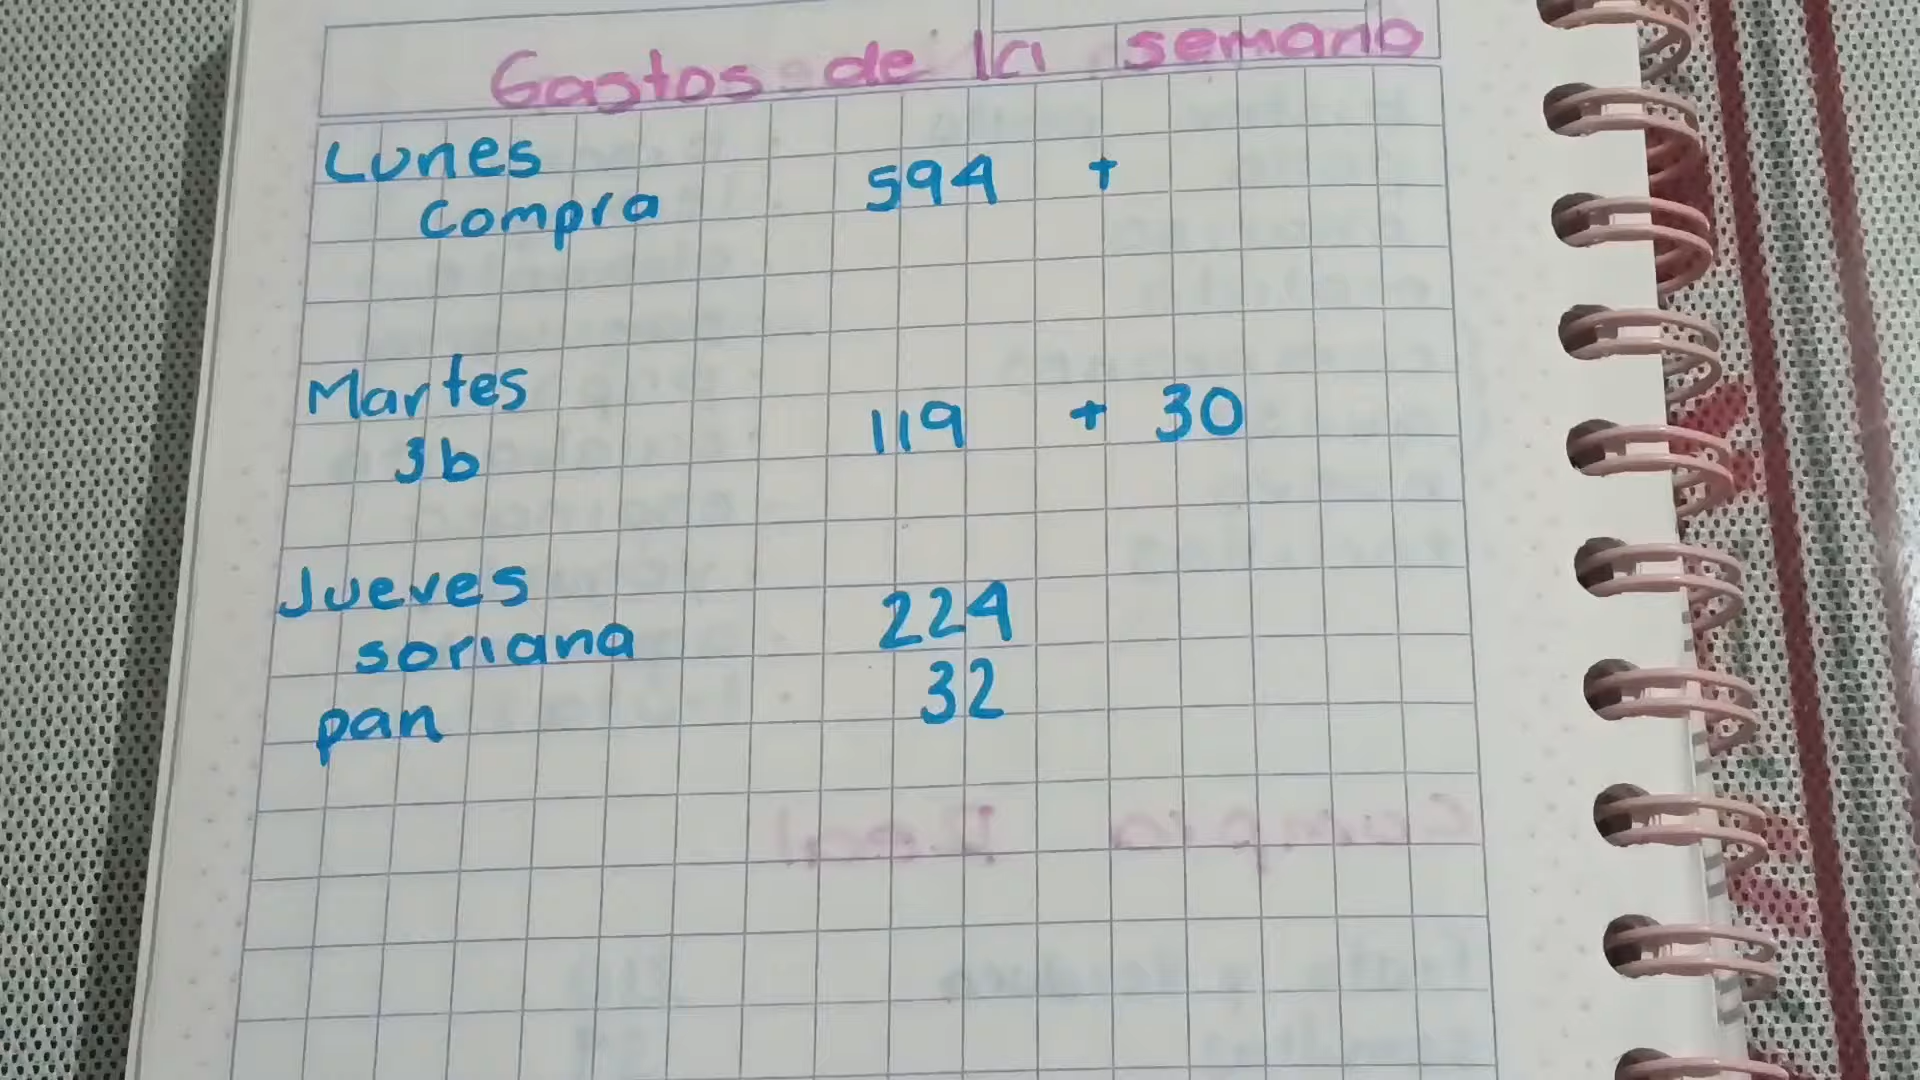 Gastos de la semana
Lunes
compra 594 +
Martes
3b 119 + 30
Jueves
soriana 224
pan 32